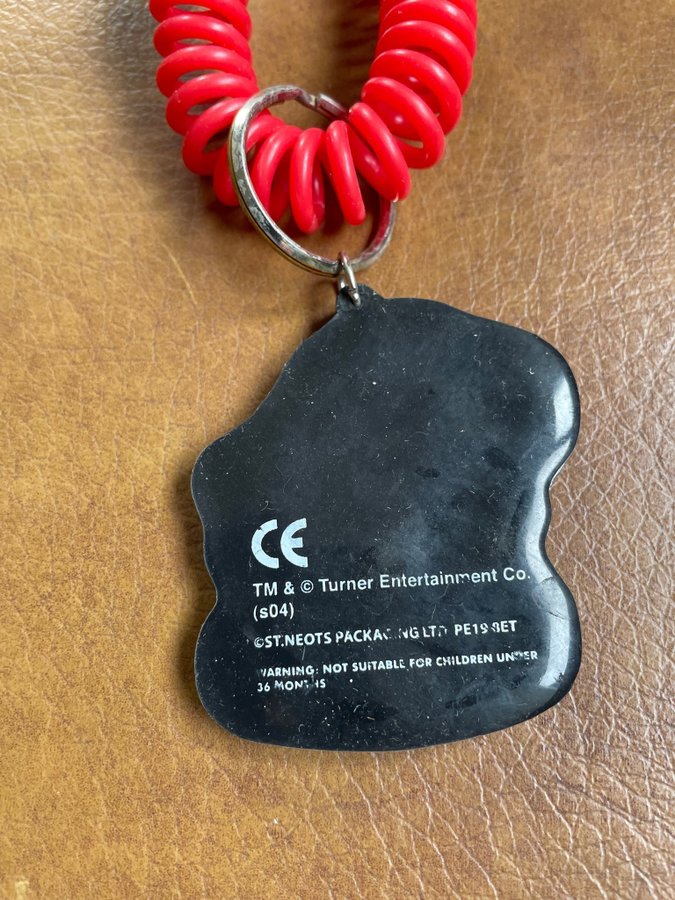 CE
TM & © Turner Entertainment Co.
(s04)
©ST.NEOTS PACKAGING LTD PE19 8ET
WARNING: NOT SUITABLE FOR CHILDREN UNDER
36 MONTHS